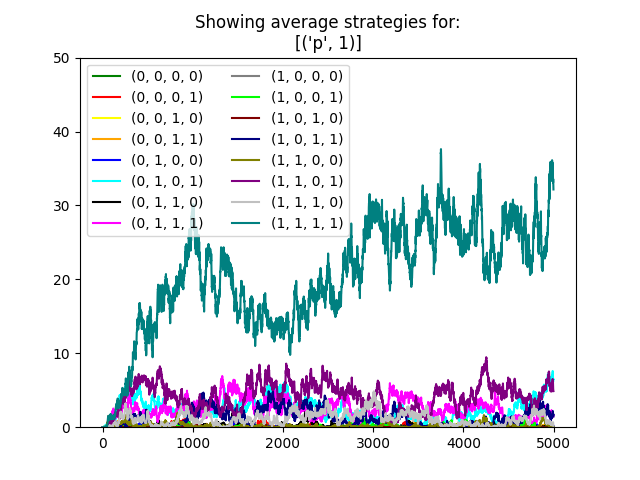 Showing average strategies for:
[('p', 1)]
50
40
30
20
10
0
(0, 0, 0, 0)
(0, 0, 0, 1)
(0, 0, 1, 0)
(0, 0, 1, 1)
(0, 1, 0, 0)
(0, 1, 0, 1)
(0, 1, 1, 0)
(0, 1, 1, 1)
(1, 0, 0, 0)
(1, 0, 0, 1)
(1, 0, 1, 0)
(1, 0, 1, 1)
(1, 1, 0, 0)
(1, 1, 0, 1)
(1, 1, 1, 0)
(1, 1, 1, 1)
0 1000 2000 3000 4000 5000